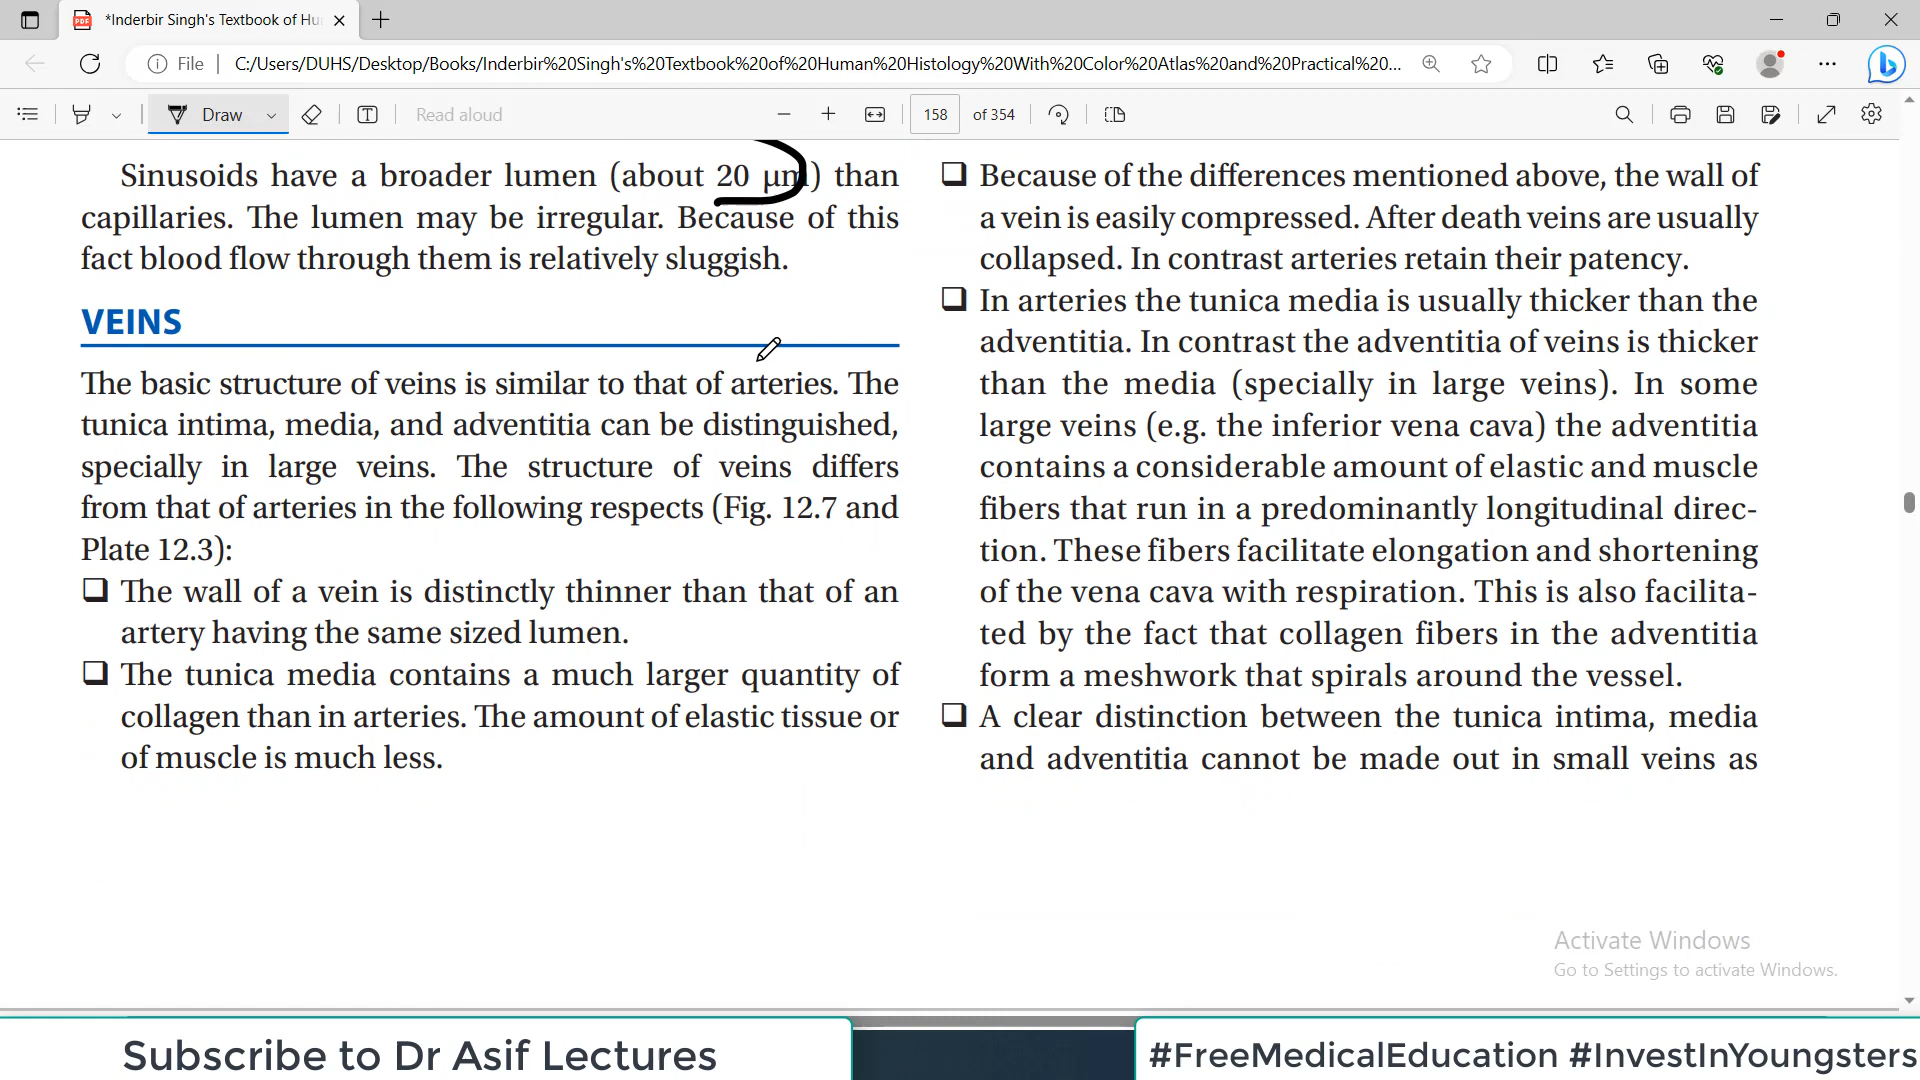 *Inderbir Singh's Textbook of Hu
File
C:/Users/DUHS/Desktop/Books/Inderbir%20Singh's%20Textbook%20of%20Human%20Histology%20With%20Color%20Atlas%20and%20Practical%20...
Draw
Read aloud
158 of 354
Sinusoids have a broader lumen (about 20 μm) than
capillaries. The lumen may be irregular. Because of this
fact blood flow through them is relatively sluggish.
VEINS
The basic structure of veins is similar to that of arteries. The
tunica intima, media, and adventitia can be distinguished,
specially in large veins. The structure of veins differs
from that of arteries in the following respects (Fig. 12.7 and
Plate 12.3):
❑ The wall of a vein is distinctly thinner than that of an
artery having the same sized lumen.
❑ The tunica media contains a much larger quantity of
collagen than in arteries. The amount of elastic tissue or
of muscle is much less.
❑ Because of the differences mentioned above, the wall of
a vein is easily compressed. After death veins are usually
collapsed. In contrast arteries retain their patency.
❑ In arteries the tunica media is usually thicker than the
adventitia. In contrast the adventitia of veins is thicker
than the media (specially in large veins). In some
large veins (e.g. the inferior vena cava) the adventitia
contains a considerable amount of elastic and muscle
fibers that run in a predominantly longitudinal direc-
tion. These fibers facilitate elongation and shortening
of the vena cava with respiration. This is also facilita-
ted by the fact that collagen fibers in the adventitia
form a meshwork that spirals around the vessel.
❑ A clear distinction between the tunica intima, media
and adventitia cannot be made out in small veins as
Activate Windows
Go to Settings to activate Windows.
Subscribe to Dr Asif Lectures
#FreeMedicalEducation #InvestInYoungsters